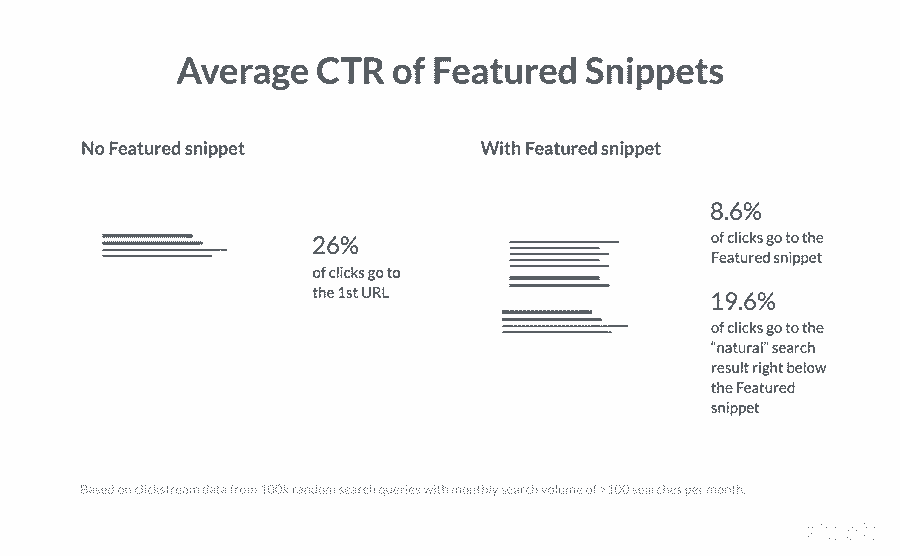 Average CTR of Featured Snippets
No Featured snippet
26%
of clicks go to
the 1st URL
With Featured snippet
8.6%
of clicks go to the
Featured snippet
19.6%
of clicks go to the
“natural” search
result right below
the Featured
snippet
Based on clickstream data from 100k random search queries with monthly search volume of >100 searches per month.